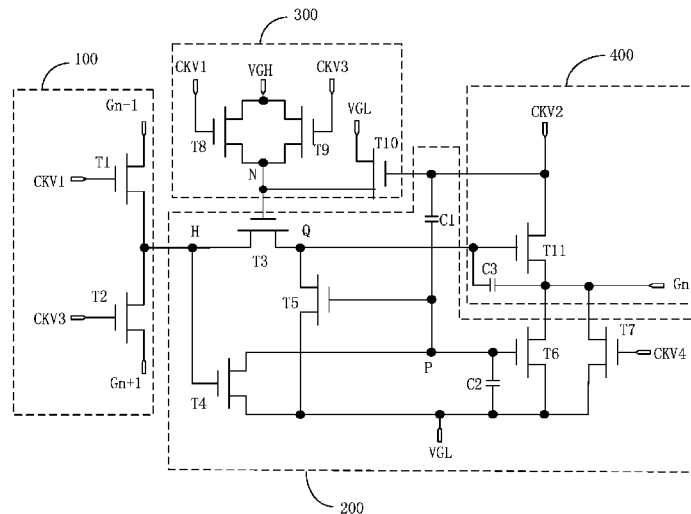 300
100
400
CKV1
VGH
CKV3
Gn-1
VGL
CKV2
T8
T9
T10
T1
N
CKV1
C1
H
Q
T11
T3
C3
Gn
T2
T5
T7
CKV3
T6
CKV4
P
Gn+1
T4
C2
VGL
200